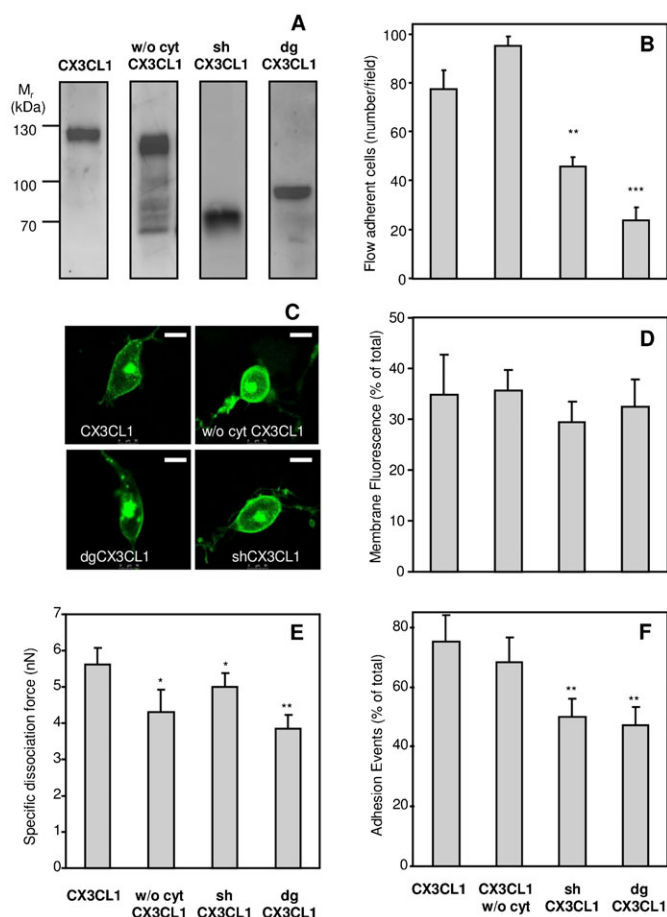 A
CX3CL1
w/o cyt
CX3CL1
sh
CX3CL1
dg
CX3CL1
Mr
(kDa)
130
100
70
B
Flow adherent cells (number/field)
100
80
60
40
20
0
**
***
C
CX3CL1
w/o cyt CX3CL1
dgCX3CL1
shCX3CL1
D
Membrane Fluorescence (% of total)
50
40
30
20
10
0
E
Specific dissociation force (nN)
7
6
5
4
3
2
1
0
*
*
**
CX3CL1
w/o cyt
CX3CL1
sh
CX3CL1
dg
CX3CL1
F
Adhesion Events (% of total)
80
60
40
20
0
**
**
CX3CL1
CX3CL1
w/o cyt
sh
CX3CL1
dg
CX3CL1